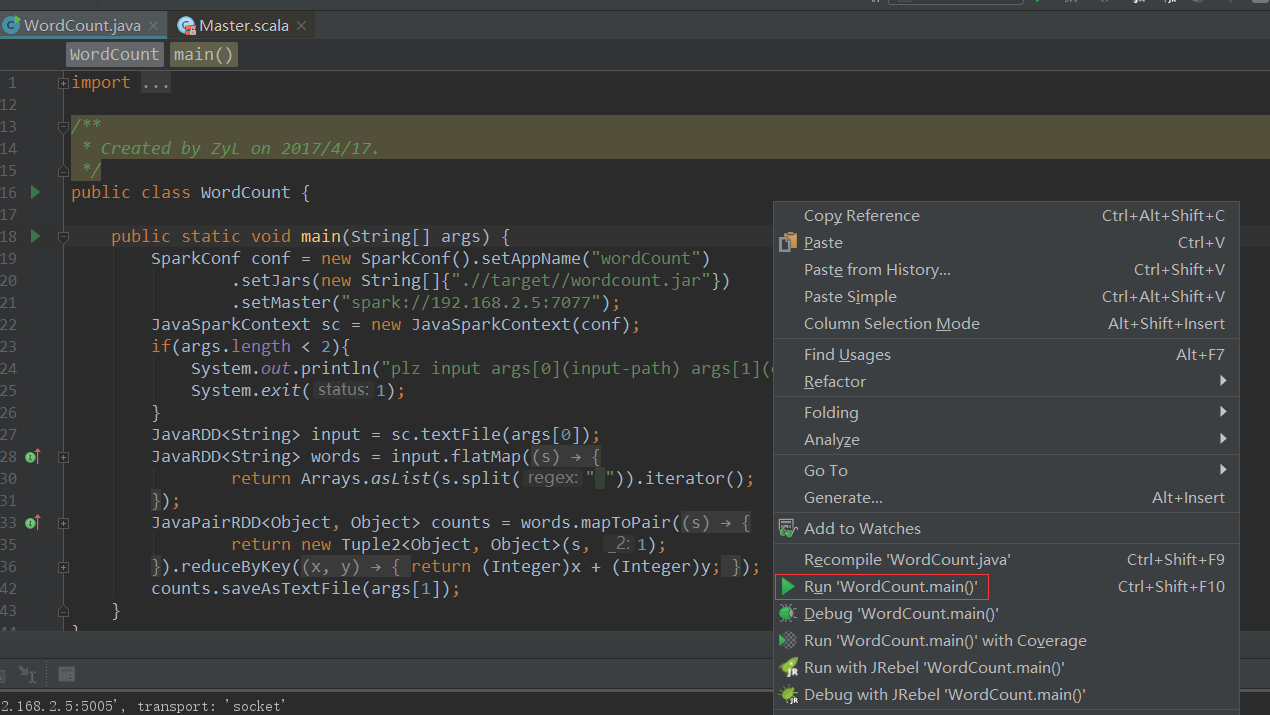 WordCount.java
Master.scala
WordCount main()
1 import ...
12
13 /**
14 * Created by ZyL on 2017/4/17.
15 */
16 public class WordCount {
17
18 public static void main(String[] args) {
19 SparkConf conf = new SparkConf().setAppName("wordCount")
20 .setJars(new String[]{".//target//wordcount.jar"})
21 .setMaster("spark://192.168.2.5:7077");
22 JavaSparkContext sc = new JavaSparkContext(conf);
23 if(args.length < 2){
24 System.out.println("plz input args[0](input-path) args[1](
25 System.exit( status: 1);
26 }
27 JavaRDD<String> input = sc.textFile(args[0]);
28 JavaRDD<String> words = input.flatMap((s) → {
30 return Arrays.asList(s.split( regex: " ")).iterator();
31 });
33 JavaPairRDD<Object, Object> counts = words.mapToPair((s) → {
35 return new Tuple2<Object, Object>(s, _2: 1);
36 }).reduceByKey((x, y) → { return (Integer)x + (Integer)y; });
42 counts.saveAsTextFile(args[1]);
43 }
44 }
Copy Reference Ctrl+Alt+Shift+C
Paste Ctrl+V
Paste from History... Ctrl+Shift+V
Paste Simple Ctrl+Alt+Shift+V
Column Selection Mode Alt+Shift+Insert
Find Usages Alt+F7
Refactor
Folding
Analyze
Go To
Generate... Alt+Insert
Add to Watches
Recompile 'WordCount.java' Ctrl+Shift+F9
Run 'WordCount.main()' Ctrl+Shift+F10
Debug 'WordCount.main()'
Run 'WordCount.main()' with Coverage
Run with JRebel 'WordCount.main()'
Debug with JRebel 'WordCount.main()'
2.168.2.5:5005', transport: 'socket'